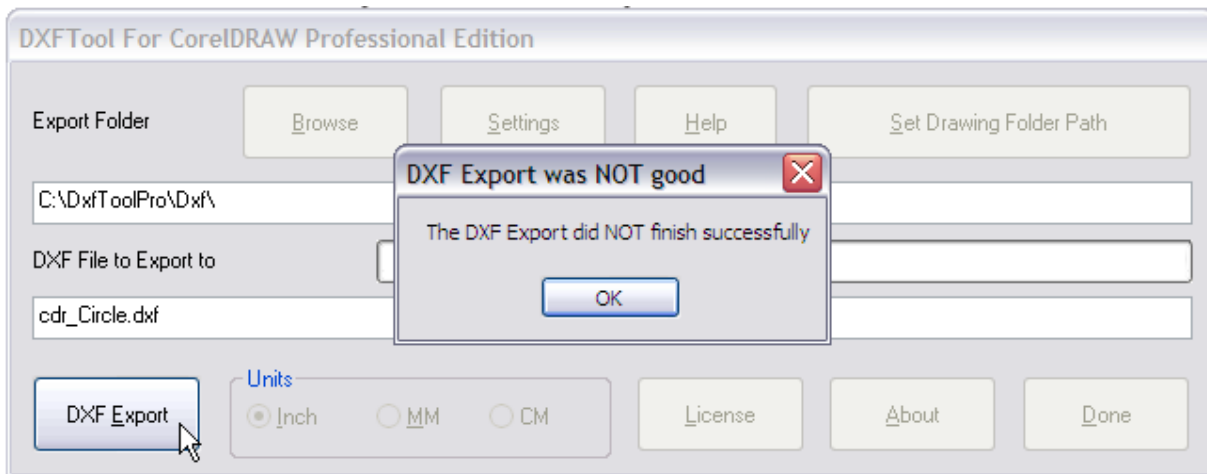 DXFTool For CorelDRAW Professional Edition
Export Folder
Browse
Settings
Help
Set Drawing Folder Path
DXF Export was NOT good
C:\DxfToolPro\Dxf\
The DXF Export did NOT finish successfully
DXF File to Export to
OK
cdr_Circle.dxf
Units
DXF Export
Inch
MM
CM
License
About
Done